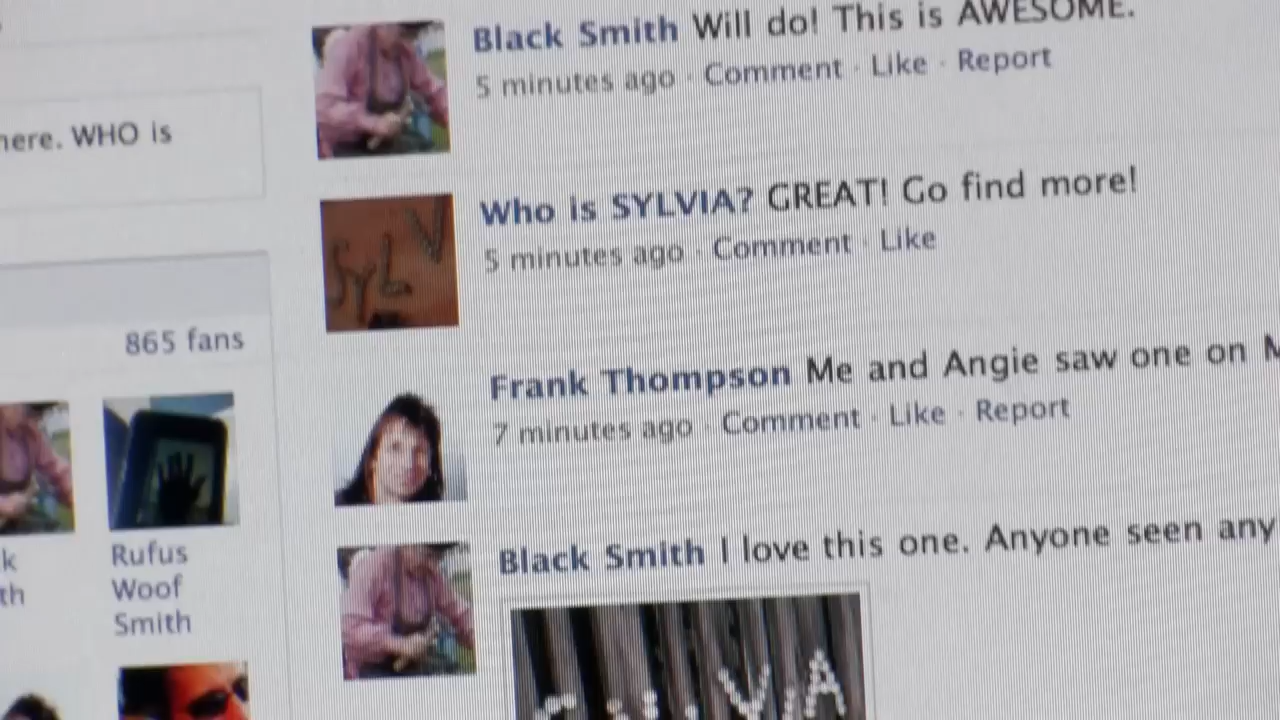 Black Smith Will do! This is AWESOME.
5 minutes ago · Comment · Like · Report
here. WHO is
Who is SYLVIA? GREAT! Go find more!
5 minutes ago · Comment · Like
SYLV
865 fans
Frank Thompson Me and Angie saw one on
7 minutes ago · Comment · Like · Report
Rufus
Woof
Smith
Black Smith I love this one. Anyone seen any